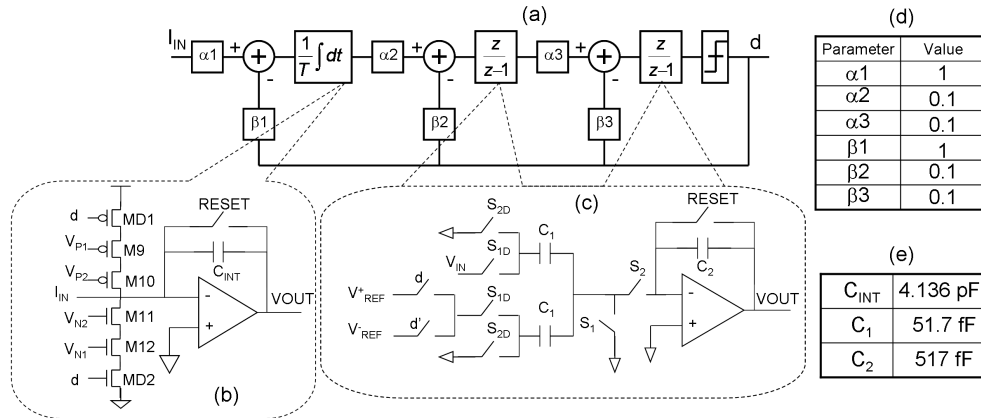 (a)
I_IN
α1
+
-
1/T ∫dt
α2
+
-
z/z–1
α3
+
-
z/z–1
d
β1
β2
β3
(d)
Parameter Value
α1 1
α2 0.1
α3 0.1
β1 1
β2 0.1
β3 0.1
(b)
d MD1
V_P1 M9
V_P2 M10
I_IN
V_N2 M11
V_N1 M12
d MD2
RESET
C_INT
-
+
VOUT
(c)
S_2D
C_1
V_IN
S_1D
V+_REF
d
V-_REF
d'
S_1D
S_2D
C_1
S_1
S_2
RESET
C_2
-
+
VOUT
(e)
C_INT 4.136 pF
C_1 51.7 fF
C_2 517 fF